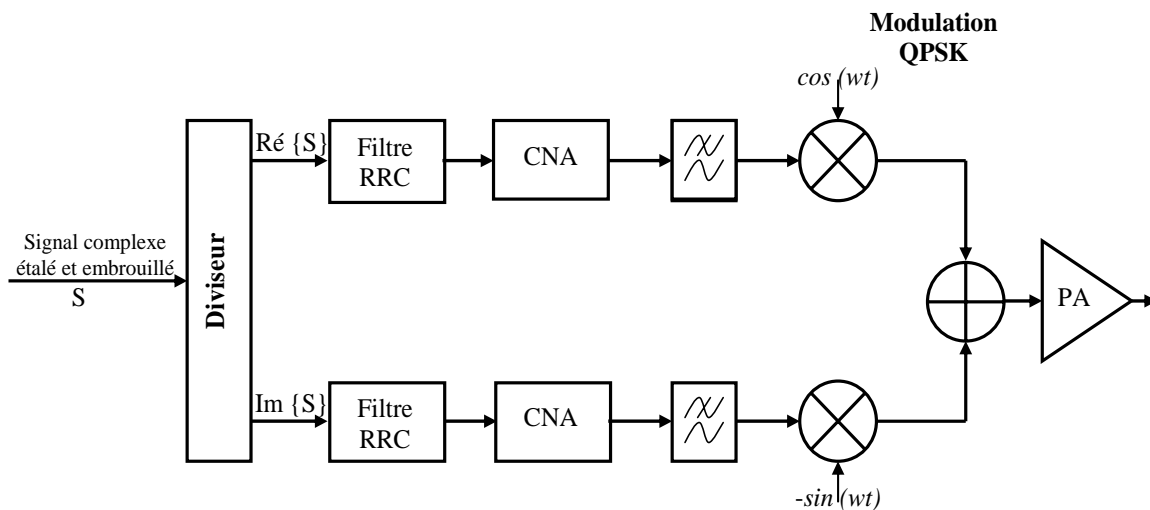 Modulation
QPSK
cos (wt)
Ré {S}
Filtre
RRC
CNA
Signal complexe
étalé et embrouillé
S
Diviseur
PA
Im {S}
Filtre
RRC
CNA
-sin (wt)